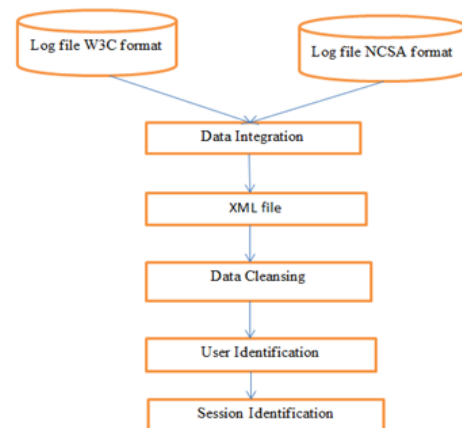 Log file W3C format
Log file NCSA format
Data Integration
XML file
Data Cleansing
User Identification
Session Identification